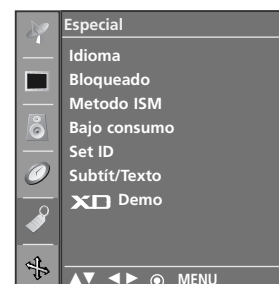 Especial
Idioma
Bloqueado
Metodo ISM
Bajo consumo
Set ID
Subtít/Texto
XD Demo
▲▼ ◄► ⦿ MENU